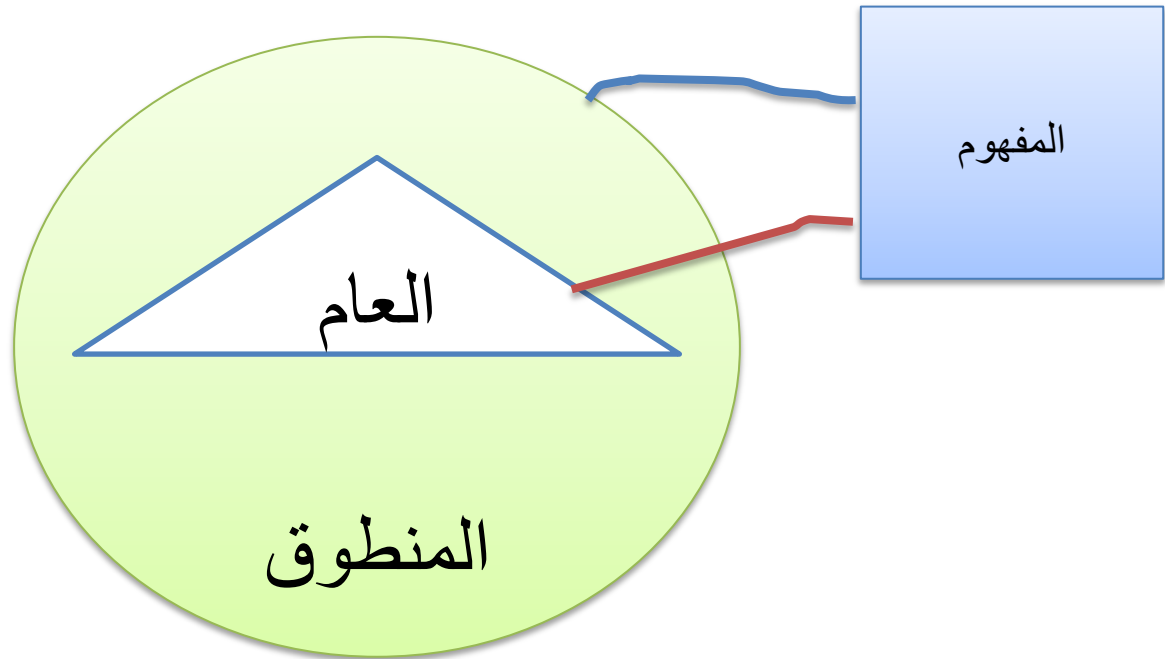 المفهوم
العام
المنطوق